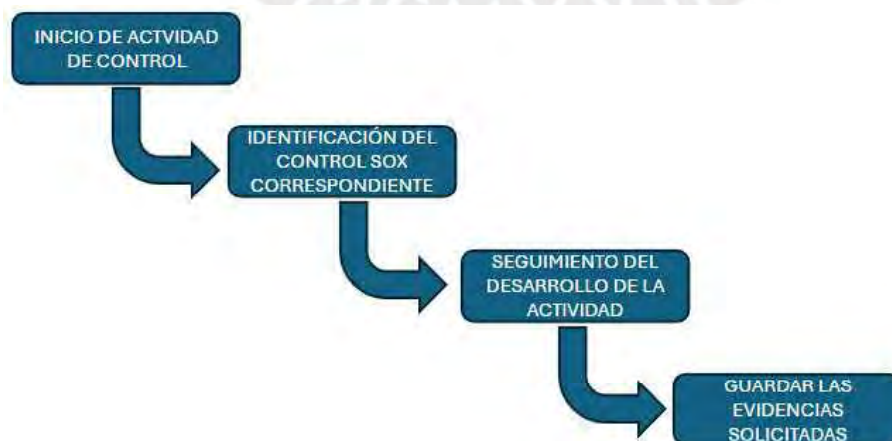 INICIO DE ACTVIDAD
DE CONTROL
IDENTIFICACIÓN DEL
CONTROL SOX
CORRESPONDIENTE
SEGUIMIENTO DEL
DESARROLLO DE LA
ACTIVIDAD
GUARDAR LAS
EVIDENCIAS
SOLICITADAS